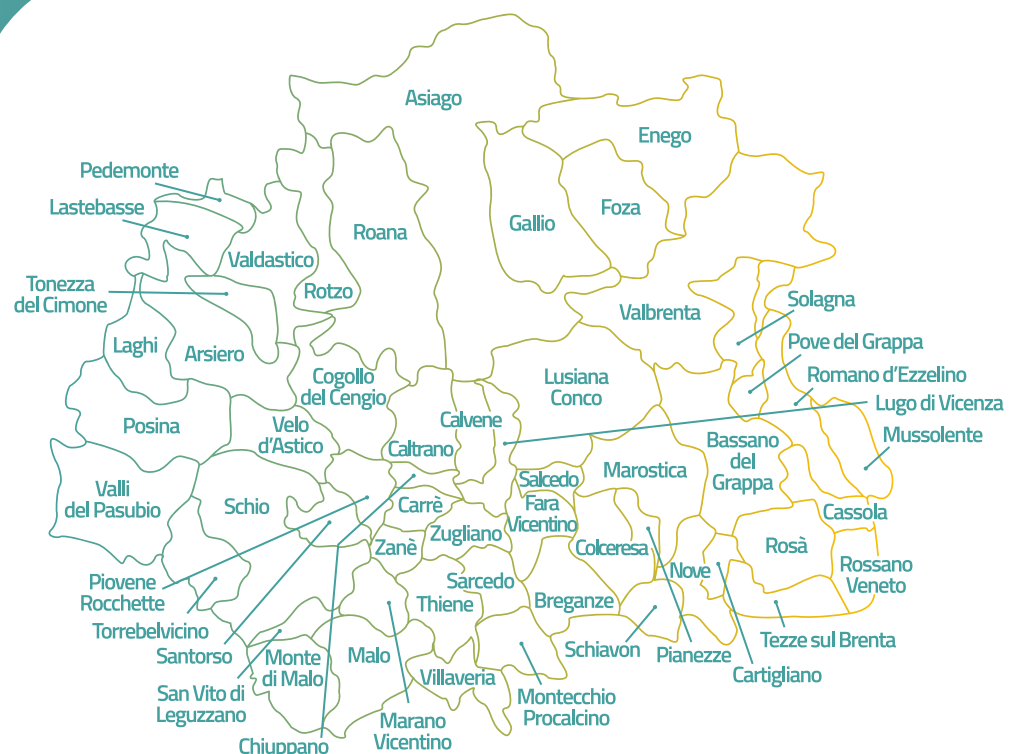 Asiago
Enego
Pedemonte
Lastebasse
Roana
Gallio
Foza
Valdastico
Tonezza
del Cimone
Rotzo
Solagna
Valbrenta
Pove del Grappa
Laghi
Arsiero
Romano d'Ezzelino
Cogollo
del Cengio
Lusiana
Conco
Lugo di Vicenza
Posina
Velo
d'Astico
Calvene
Mussolente
Caltrano
Bassano
del
Grappa
Marostica
Valli
del Pasubio
Schio
Salcedo
Carrè
Fara
Vicentino
Cassola
Zugliano
Zanè
Colceresa
Rosà
Rossano
Veneto
Nove
Piovene
Rocchette
Sarcedo
Thiene
Breganze
Torrebelvicino
Tezze sul Brenta
Santorso
Monte
di Malo
Malo
Schiavon
Pianezze
Cartigliano
Villaveria
San Vito di
Leguzzano
Montecchio
Procalcino
Marano
Vicentino
Chiuppano